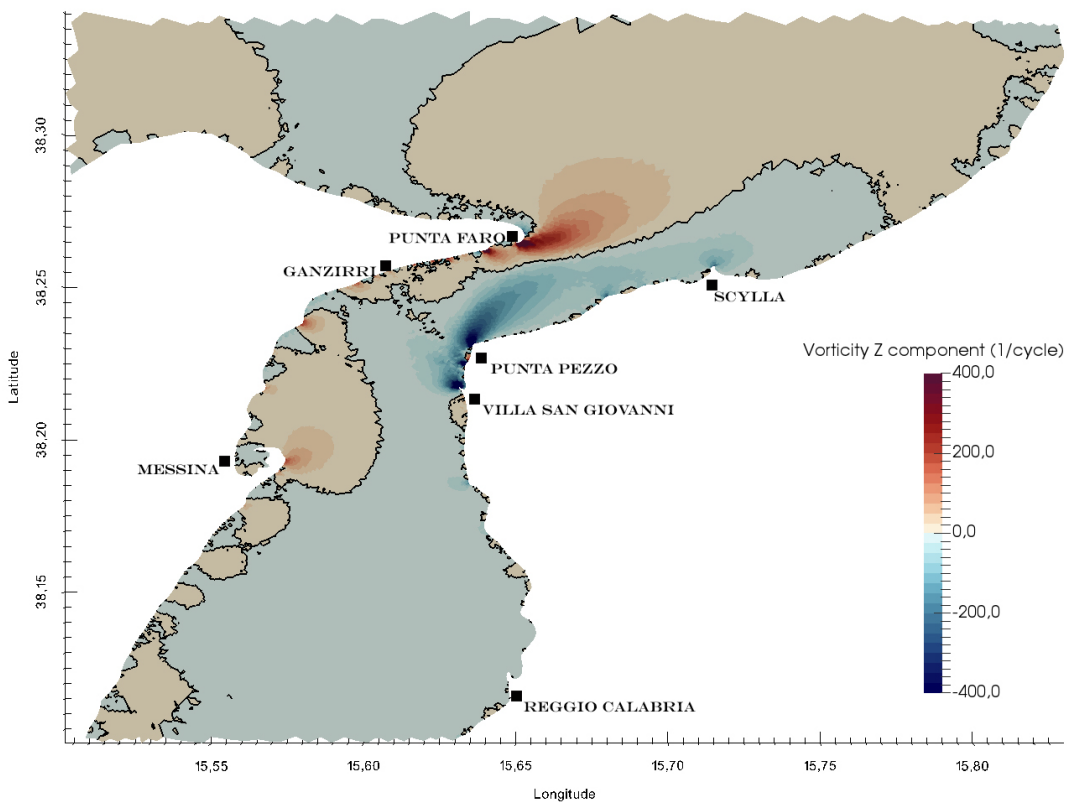 38,30
PUNTA FARO
GANZIRRI
38,25
SCYLLA
Vorticity Z component (1/cycle)
400,0
Latitude
PUNTA PEZZO
VILLA SAN GIOVANNI
200,0
38,20
MESSINA
0,0
38,15
-200,0
-400,0
REGGIO CALABRIA
15,55 15,60 15,65 15,70 15,75 15,80
Longitude